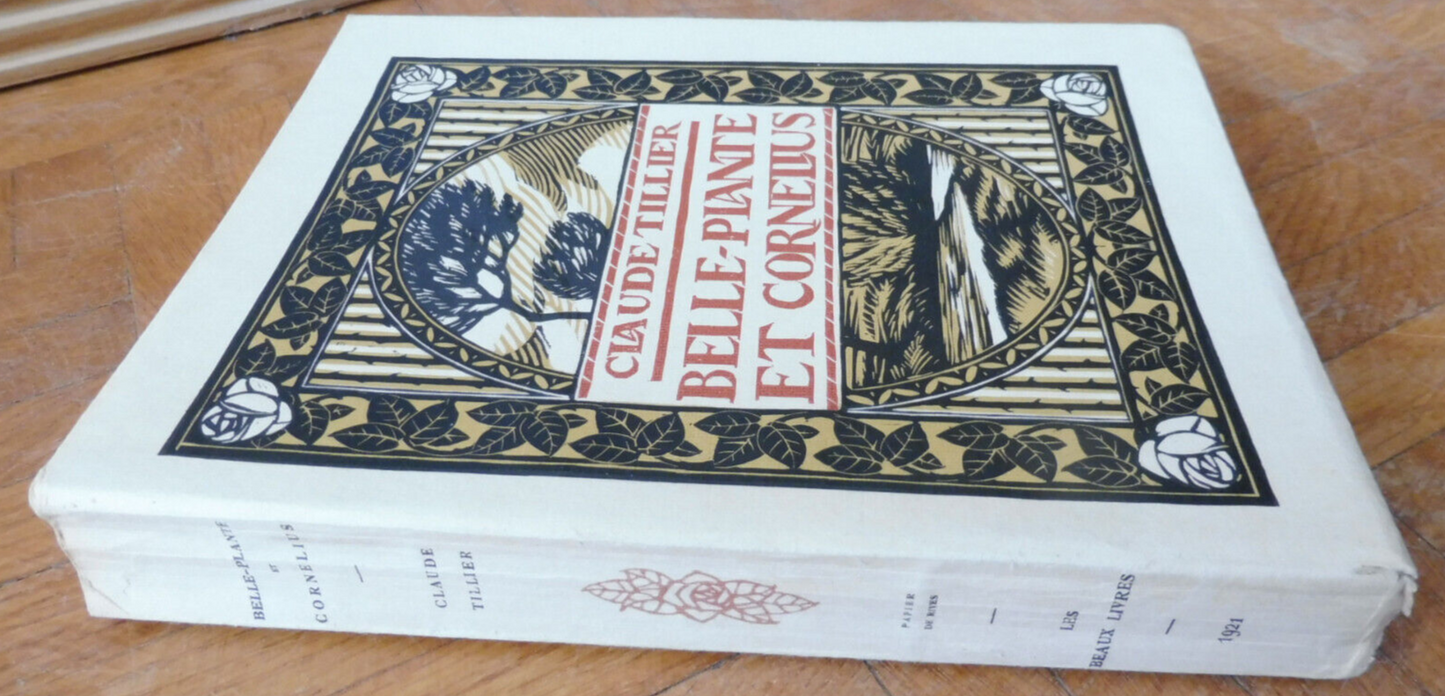 CLAUDE TILLIER
BELLE-PLANTE
ET CORNELIUS
BELLE-PLANTE
ET
CORNELIUS
CLAUDE
TILLIER
PAPIER
DE RIVES
LES
BEAUX LIVRES
1921